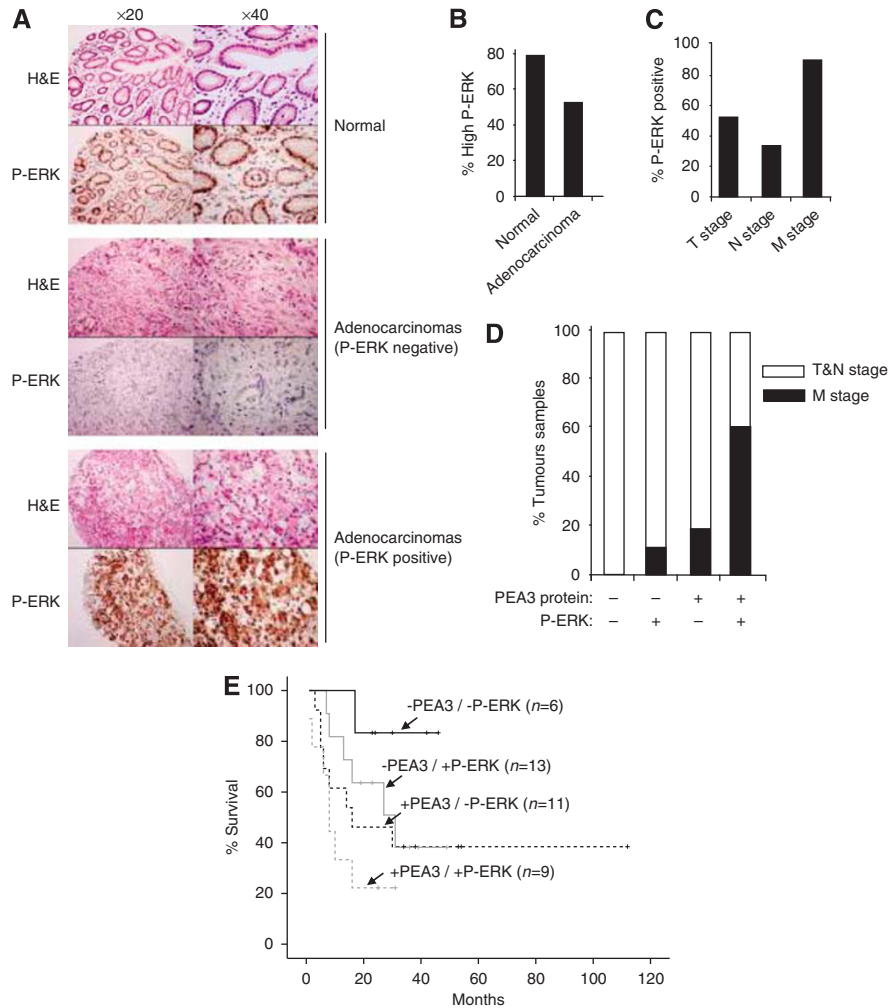 A
×20 ×40
H&E
P-ERK
Normal
H&E
P-ERK
Adenocarcinomas
(P-ERK negative)
H&E
P-ERK
Adenocarcinomas
(P-ERK positive)
B
% High P-ERK
80
60
40
20
0
Normal
Adenocarcinoma
C
% P-ERK positive
100
80
60
40
20
0
T stage
N stage
M stage
D
% Tumours samples
100
80
60
40
20
0
T&N stage
M stage
PEA3 protein: – – + +
P-ERK: – + – +
E
% Survival
100
80
60
40
20
0
-PEA3 / -P-ERK (n=6)
-PEA3 / +P-ERK (n=13)
+PEA3 / -P-ERK (n=11)
+PEA3 / +P-ERK (n=9)
0 20 40 60 80 100 120
Months